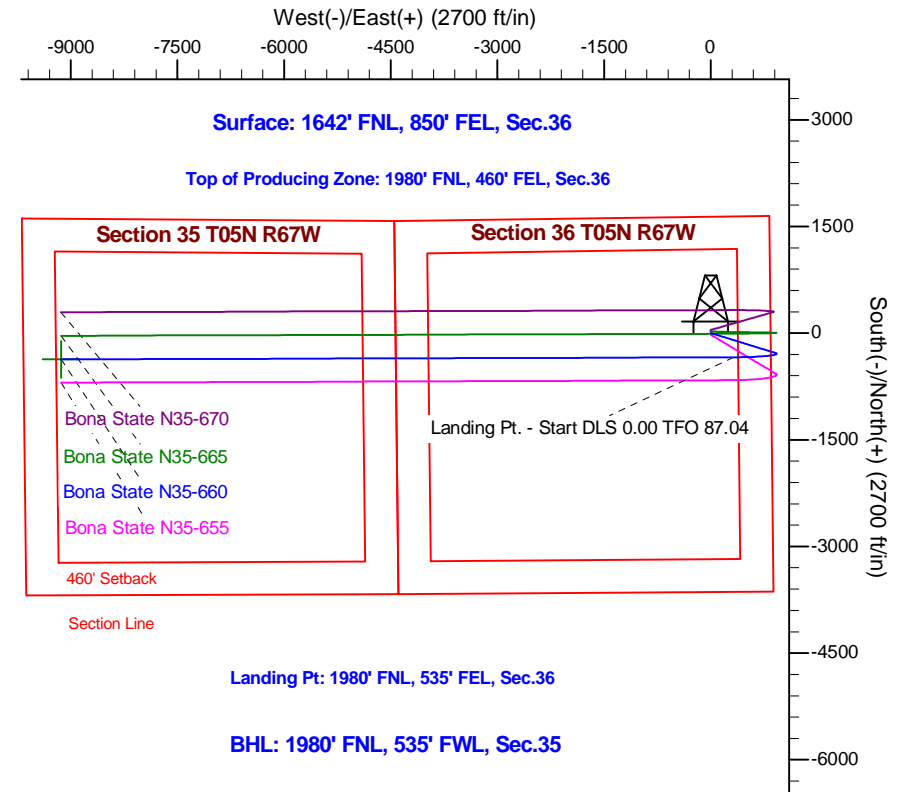 West(-)/East(+) (2700 ft/in)
-9000 -7500 -6000 -4500 -3000 -1500 0
Surface: 1642' FNL, 850' FEL, Sec.36
Top of Producing Zone: 1980' FNL, 460' FEL, Sec.36
Section 35 T05N R67W
Section 36 T05N R67W
Bona State N35-670
Landing Pt. - Start DLS 0.00 TFO 87.04
Bona State N35-665
Bona State N35-660
Bona State N35-655
460' Setback
Section Line
Landing Pt: 1980' FNL, 535' FEL, Sec.36
BHL: 1980' FNL, 535' FWL, Sec.35
3000
1500
0
-1500
-3000
-4500
-6000
South(-)/North(+) (2700 ft/in)